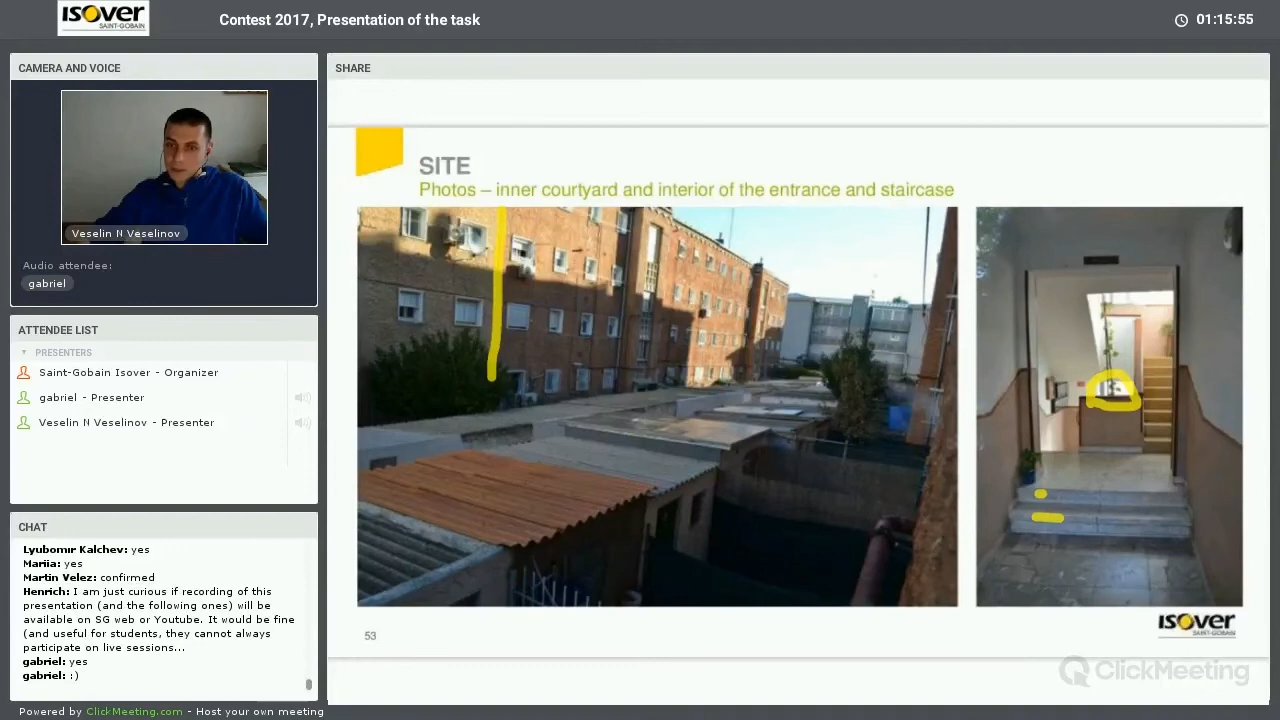 ISOVER
SAINT-GOBAIN
Contest 2017, Presentation of the task
01:15:55
CAMERA AND VOICE
Veselin N Veselinov
Audio attendee:
gabriel
ATTENDEE LIST
PRESENTERS
Saint-Gobain Isover - Organizer
gabriel - Presenter
Veselin N Veselinov - Presenter
CHAT
Lyubomir Kalchev: yes
Mariia: yes
Martin Velez: confirmed
Henrich: I am just curious if recording of this
presentation (and the following ones) will be
available on SG web or Youtube. It would be fine
(and useful for students, they cannot always
participate on live sessions...
gabriel: yes
gabriel: :)
Powered by ClickMeeting.com - Host your own meeting
SHARE
SITE
Photos – inner courtyard and interior of the entrance and staircase
53
ISOVER
SAINT-GOBAIN
ClickMeeting